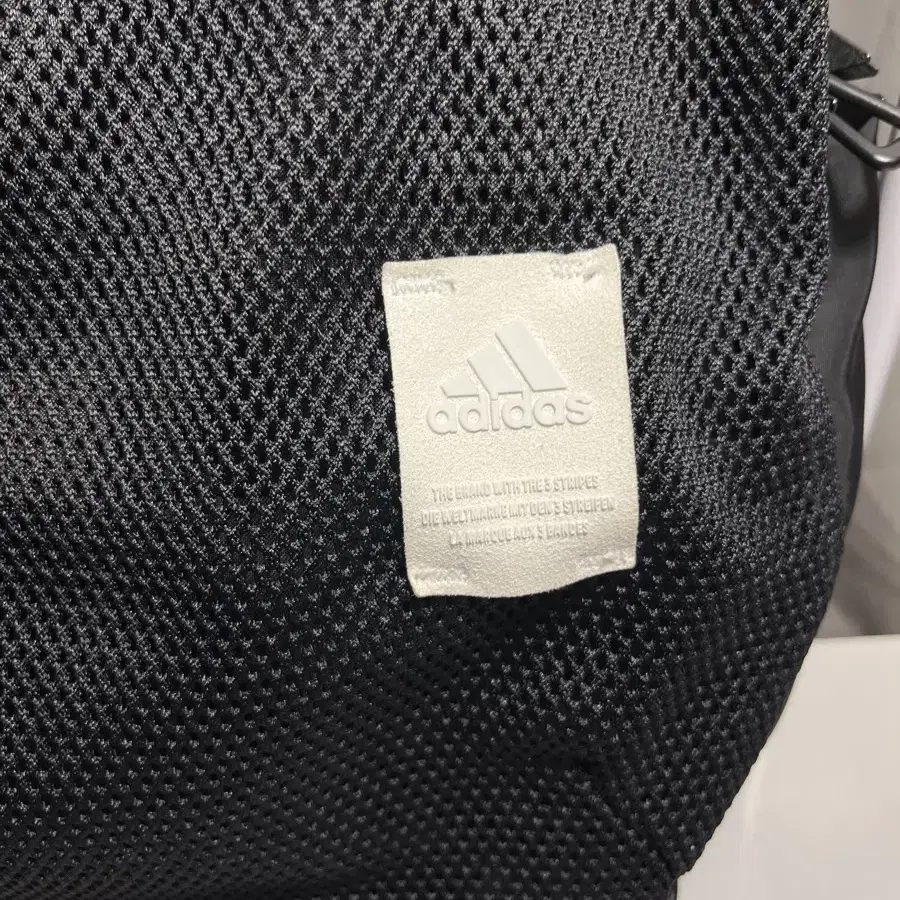 adidas
THE BRAND WITH THE 3 STRIPES
DIE WELTMARKE MIT DEN 3 STREIFEN
LA MARQUE AUX 3 BANDES